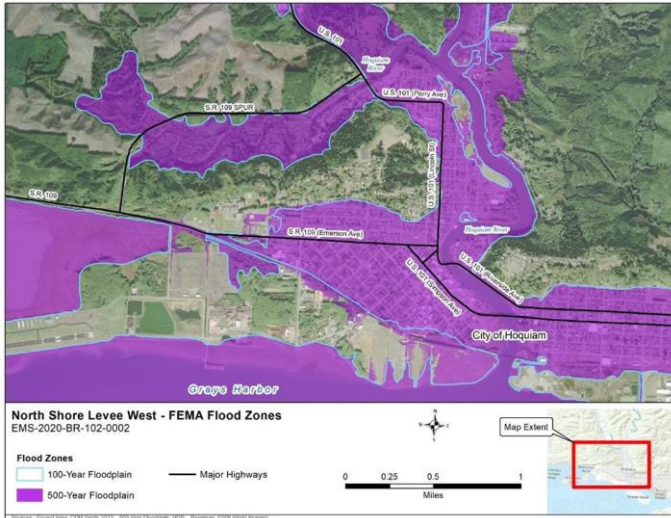 U.S. 101
Hoquiam
River
U.S. 101 (Perry Ave)
S.R. 109 SPUR
U.S. 101 (Lincoln St)
S.R. 109
Hoquiam River
S.R. 109 (Emerson Ave)
U.S. 101 (Riverside Ave)
U.S. 101 (Simpson Ave)
City of Hoquiam
Grays Harbor
North Shore Levee West - FEMA Flood Zones
EMS-2020-BR-102-0002
N
W
E
S
Map Extent
Flood Zones
100-Year Floodplain
Major Highways
500-Year Floodplain
0 0.25 0.5 1
Miles